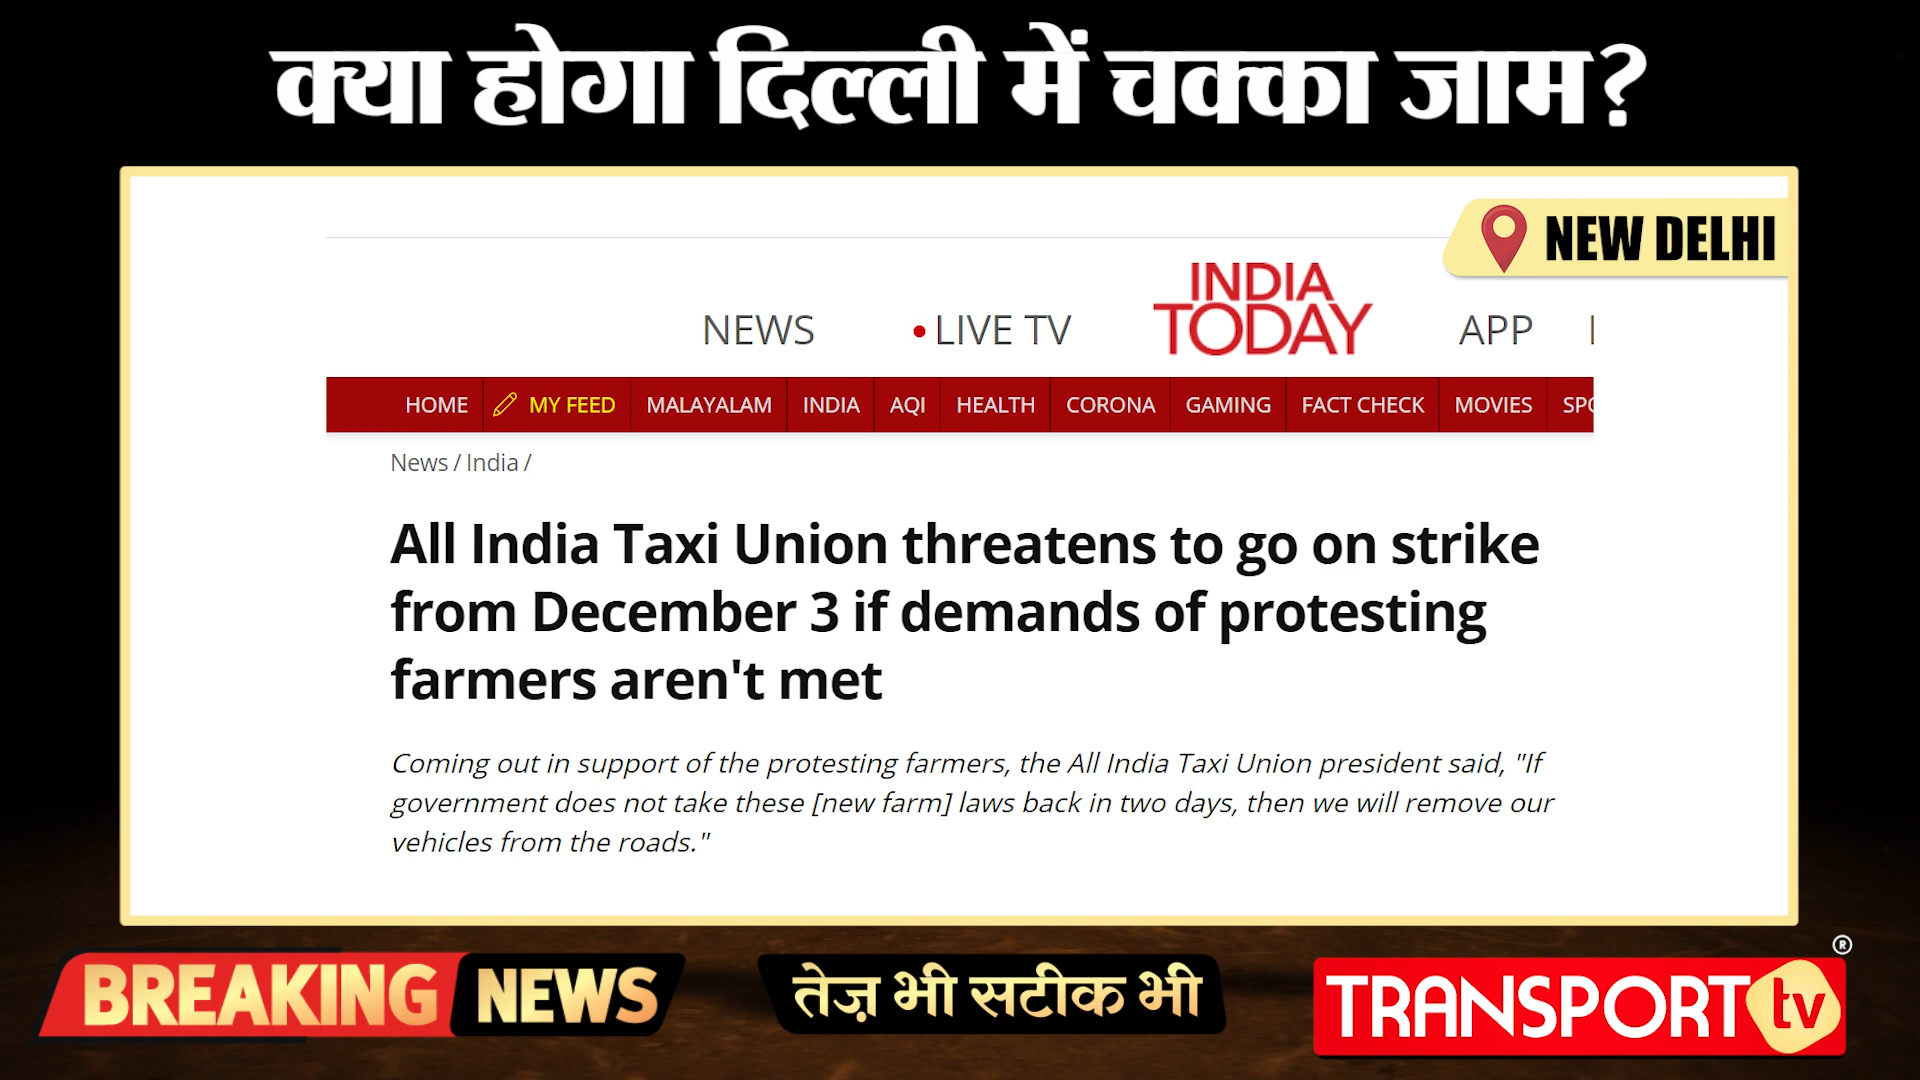 क्या होगा दिल्ली में चक्का जाम?
NEW DELHI
NEWS
LIVE TV
INDIA
TODAY
APP
HOME
MY FEED
MALAYALAM
INDIA
AQI
HEALTH
CORONA
GAMING
FACT CHECK
MOVIES
News / India /
All India Taxi Union threatens to go on strike
from December 3 if demands of protesting
farmers aren't met
Coming out in support of the protesting farmers, the All India Taxi Union president said, "If
government does not take these [new farm] laws back in two days, then we will remove our
vehicles from the roads."
BREAKING NEWS
तेज़ भी सटीक भी
TRANSPORT tv ®